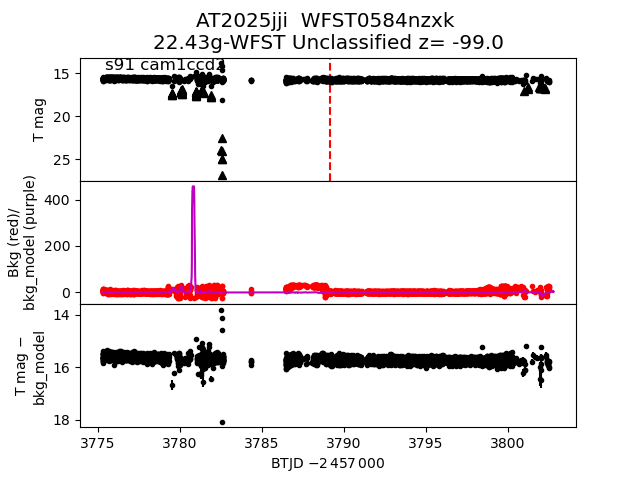 AT2025jji WFST0584nzxk
22.43g-WFST Unclassified z= -99.0
s91 cam1ccd2
15
20
25
T mag
400
200
0
Bkg (red)/
bkg_model (purple)
14
16
18
T mag −
bkg_model
3775 3780 3785 3790 3795 3800
BTJD −2 457 000